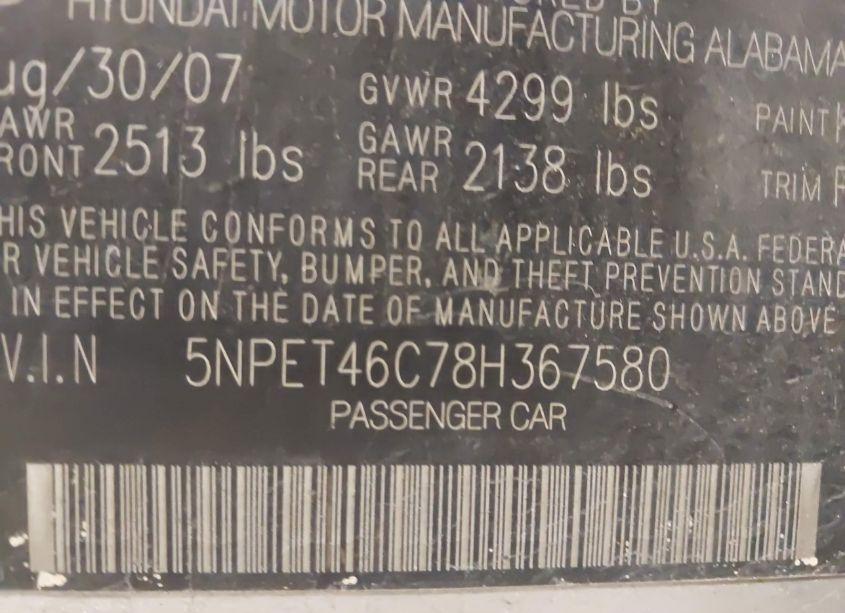 HYUNDAI MOTOR MANUFACTURING ALABAMA
ug/30/07 GVWR 4299 lbs PAINT
AWR RONT 2513 lbs GAWR REAR 2138 lbs TRIM
HIS VEHICLE CONFORMS TO ALL APPLICABLE U.S.A. FEDERA
R VEHICLE SAFETY, BUMPER, AND THEFT PREVENTION STAND
IN EFFECT ON THE DATE OF MANUFACTURE SHOWN ABOVE
V.I.N 5NPET46C78H367580
PASSENGER CAR